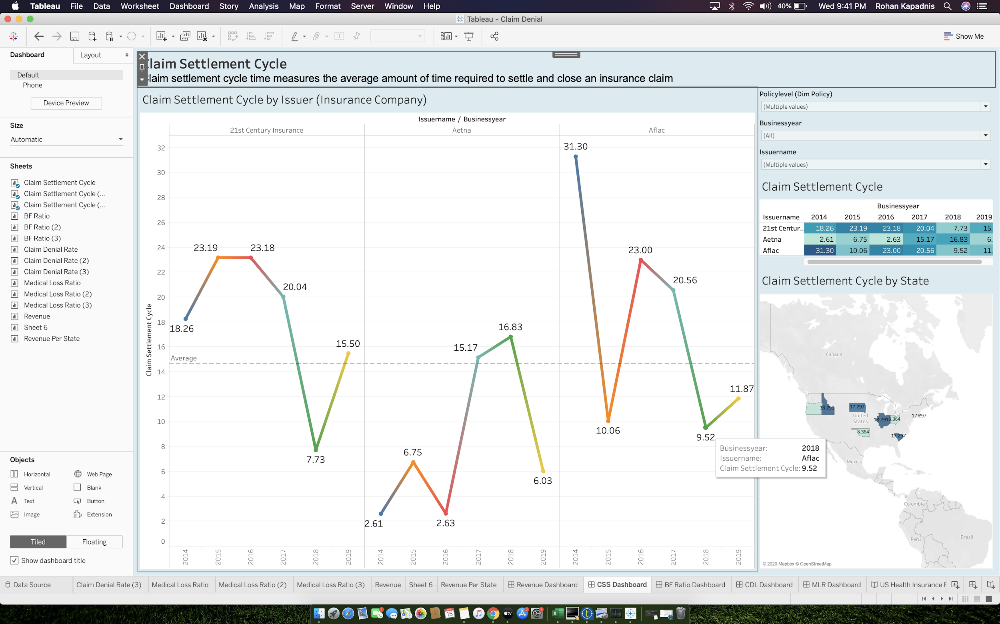 Tableau File Data Worksheet Dashboard Story Analysis Map Format Server Window Help 40% Wed 9:41 PM Rohan Kapadnis
Tableau - Claim Denial
Show Me
Dashboard Layout
Default
Phone
Device Preview
Size
Automatic
Sheets
Claim Settlement Cycle
Claim Settlement Cycle (...
Claim Settlement Cycle (...
BF Ratio
BF Ratio (2)
BF Ratio (3)
Claim Denial Rate
Claim Denial Rate (2)
Claim Denial Rate (3)
Medical Loss Ratio
Medical Loss Ratio (2)
Medical Loss Ratio (3)
Revenue
Sheet 6
Revenue Per State
Objects
Horizontal Web Page
Vertical Blank
Text Button
Image Extension
Tiled Floating
Show dashboard title
Claim Settlement Cycle
Claim settlement cycle time measures the average amount of time required to settle and close an insurance claim
Claim Settlement Cycle by Issuer (Insurance Company)
Issuername / Businessyear
21st Century Insurance Aetna Aflac
Claim Settlement Cycle
32
30
28
26
24
22
20
18
16
14
12
10
8
6
4
2
0
Average
18.26 23.19 23.18 20.04 7.73 15.50
2.61 6.75 2.63 15.17 16.83 6.03
31.30 10.06 23.00 20.56 9.52 11.87
2014 2015 2016 2017 2018 2019 2014 2015 2016 2017 2018 2019 2014 2015 2016 2017 2018 2019
Businessyear: 2018
Issuername: Aflac
Claim Settlement Cycle: 9.52
Policylevel (Dim Policy)
(Multiple values)
Businessyear
(All)
Issuername
(Multiple values)
Claim Settlement Cycle
Businessyear
Issuername 2014 2015 2016 2017 2018 2019
21st Centur.. 18.26 23.19 23.18 20.04 7.73 15.
Aetna 2.61 6.75 2.63 15.17 16.83 6.
Aflac 31.30 10.06 23.00 20.56 9.52 11.
Claim Settlement Cycle by State
Canada
18.291
17.297
United
States
18.291
8.364
17.297
8.364
17.297
Mexico
Colombia
Peru
Brazil
© 2020 Mapbox © OpenStreetMap
Data Source Claim Denial Rate (3) Medical Loss Ratio Medical Loss Ratio (2) Medical Loss Ratio (3) Revenue Sheet 6 Revenue Per State Revenue Dashboard CSS Dashboard BF Ratio Dashboard CDL Dashboard MLR Dashboard US Health Insurance
APR
15
tv